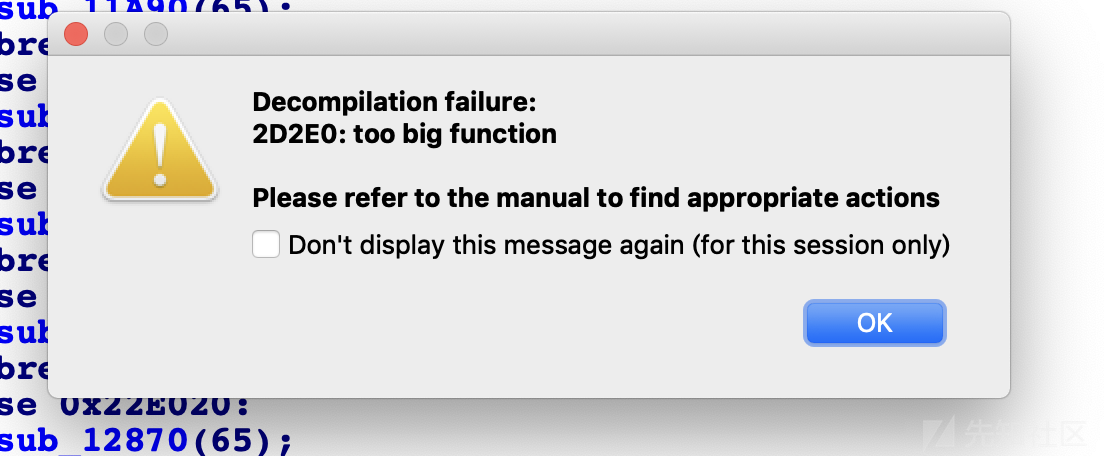 sub_11A90(65);
bre
se
sub
bre
se
sub
bre
se
sub
bre
se 0x22E020:
sub_12870(65);
Decompilation failure:
2D2E0: too big function
Please refer to the manual to find appropriate actions
Don't display this message again (for this session only)
OK
先知社区